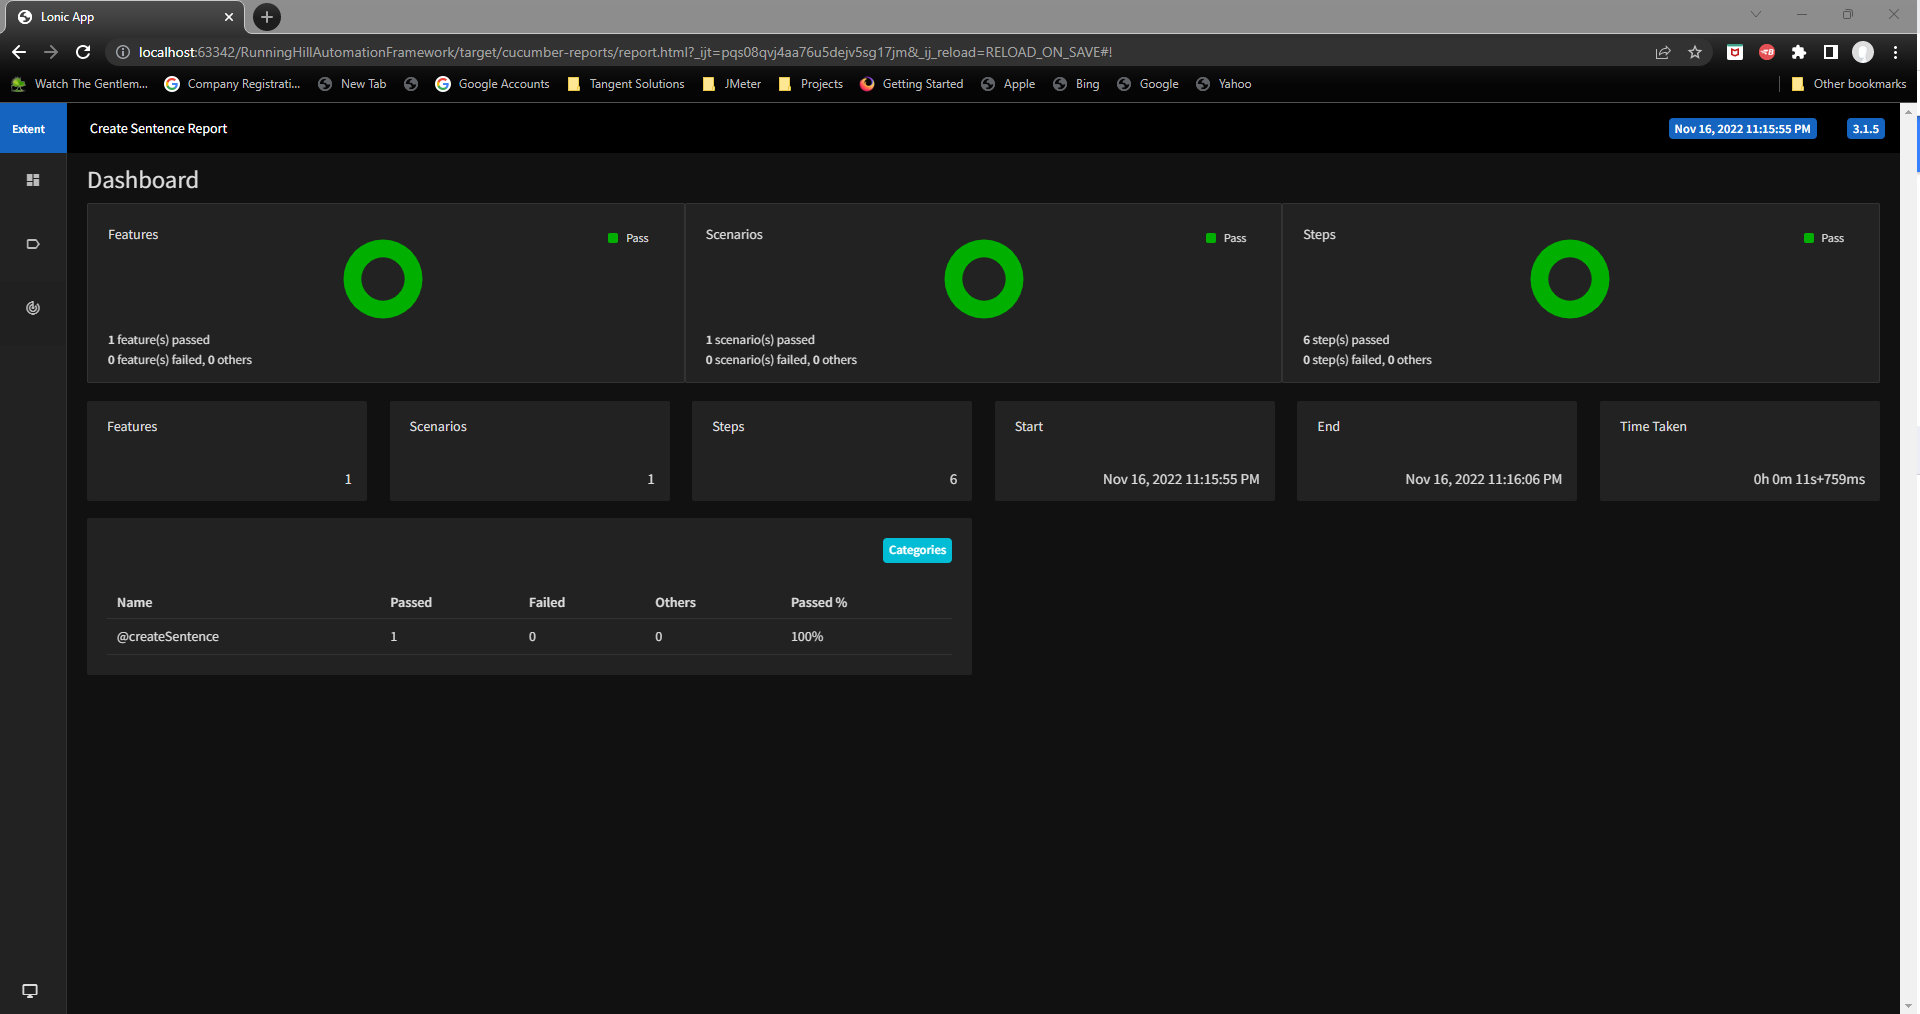 Lonic App
localhost:63342/RunningHillAutomationFramework/target/cucumber-reports/report.html?_ijt=pqs08qvj4aa76u5dejv5sg17jm&_ij_reload=RELOAD_ON_SAVE#!
Watch The Gentlem... Company Registrati... New Tab Google Accounts Tangent Solutions JMeter Projects Getting Started Apple Bing Google Yahoo Other bookmarks
Extent Create Sentence Report Nov 16, 2022 11:15:55 PM 3.1.5
Dashboard
Features Pass
1 feature(s) passed
0 feature(s) failed, 0 others
Scenarios Pass
1 scenario(s) passed
0 scenario(s) failed, 0 others
Steps Pass
6 step(s) passed
0 step(s) failed, 0 others
Features
1
Scenarios
1
Steps
6
Start
Nov 16, 2022 11:15:55 PM
End
Nov 16, 2022 11:16:06 PM
Time Taken
0h 0m 11s+759ms
Categories
Name Passed Failed Others Passed %
@createSentence 1 0 0 100%